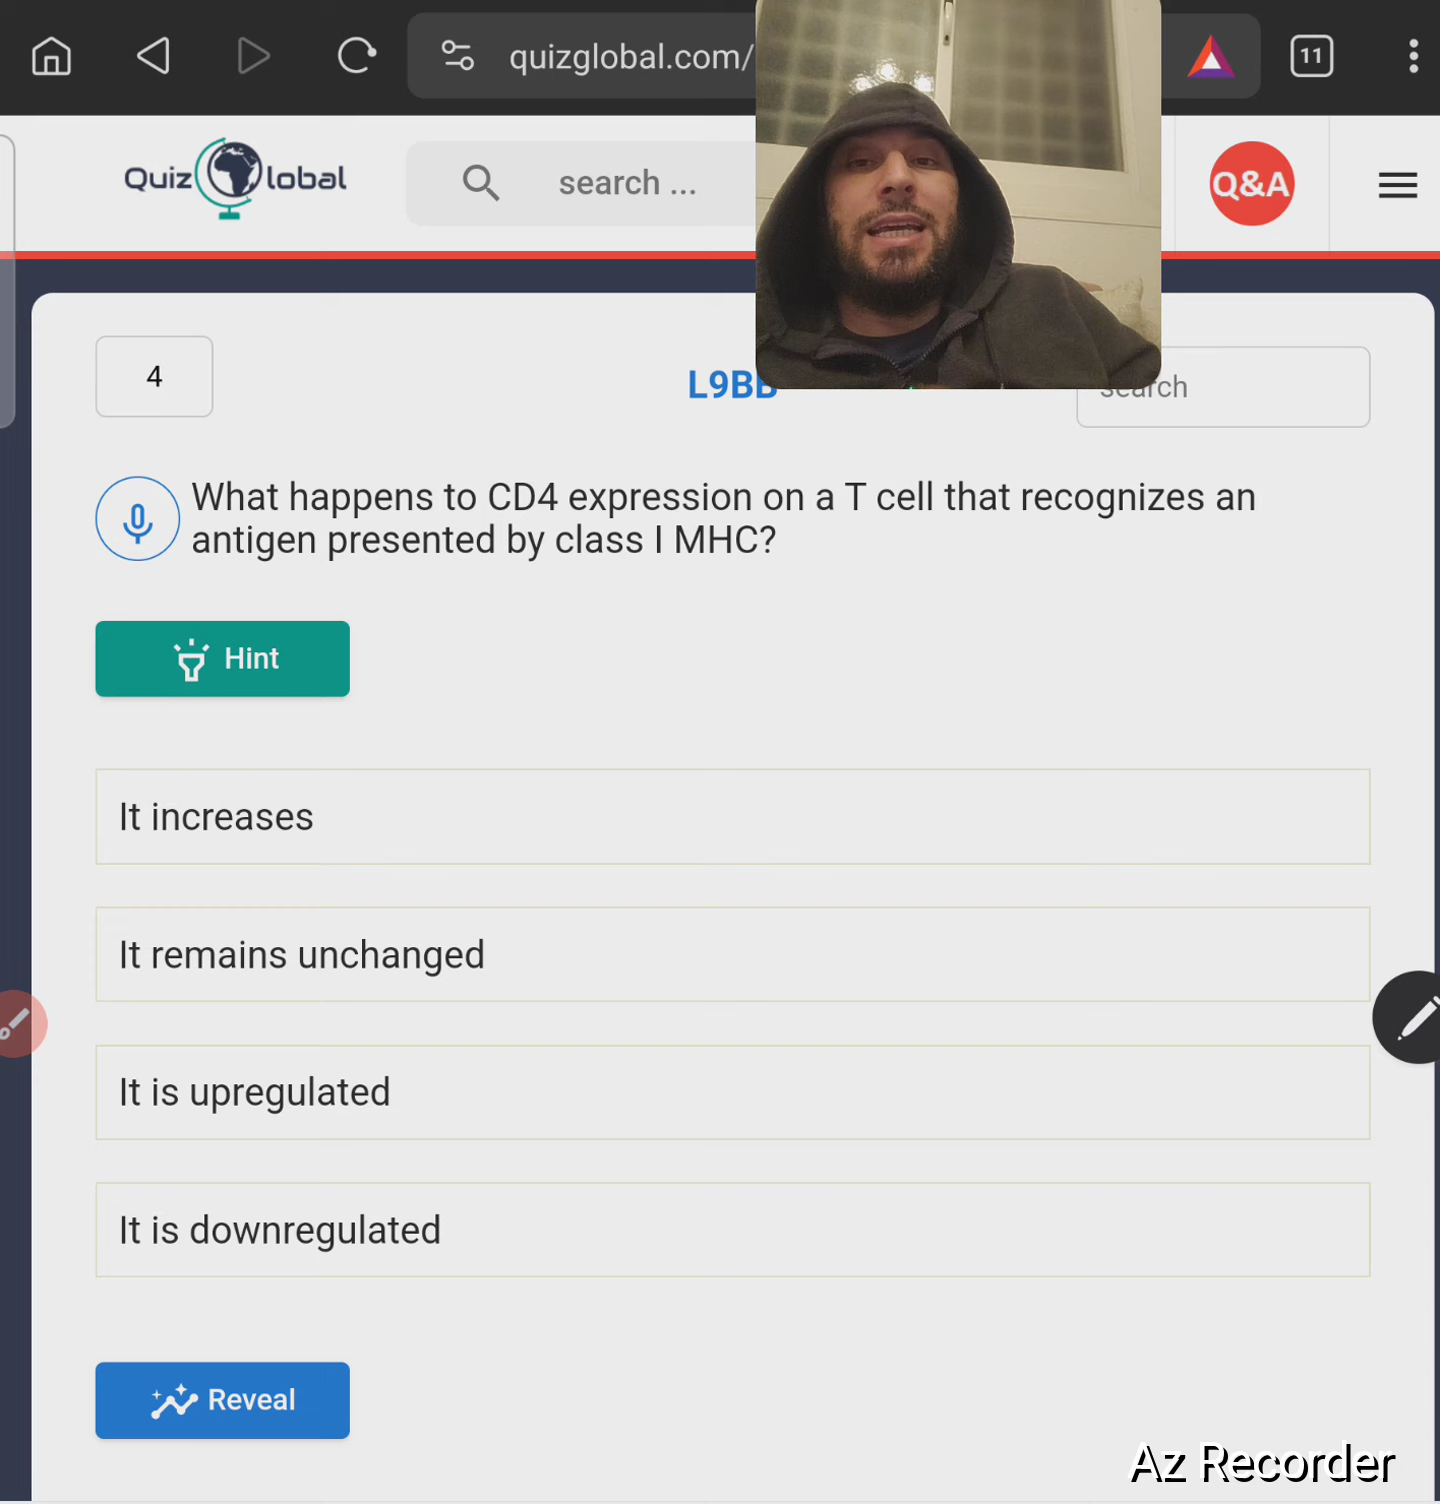 quizglobal.com/
11
Quiz Global
search ...
Q&A
4
L9BB
search
What happens to CD4 expression on a T cell that recognizes an
antigen presented by class I MHC?
Hint
It increases
It remains unchanged
It is upregulated
It is downregulated
Reveal
Az Recorder